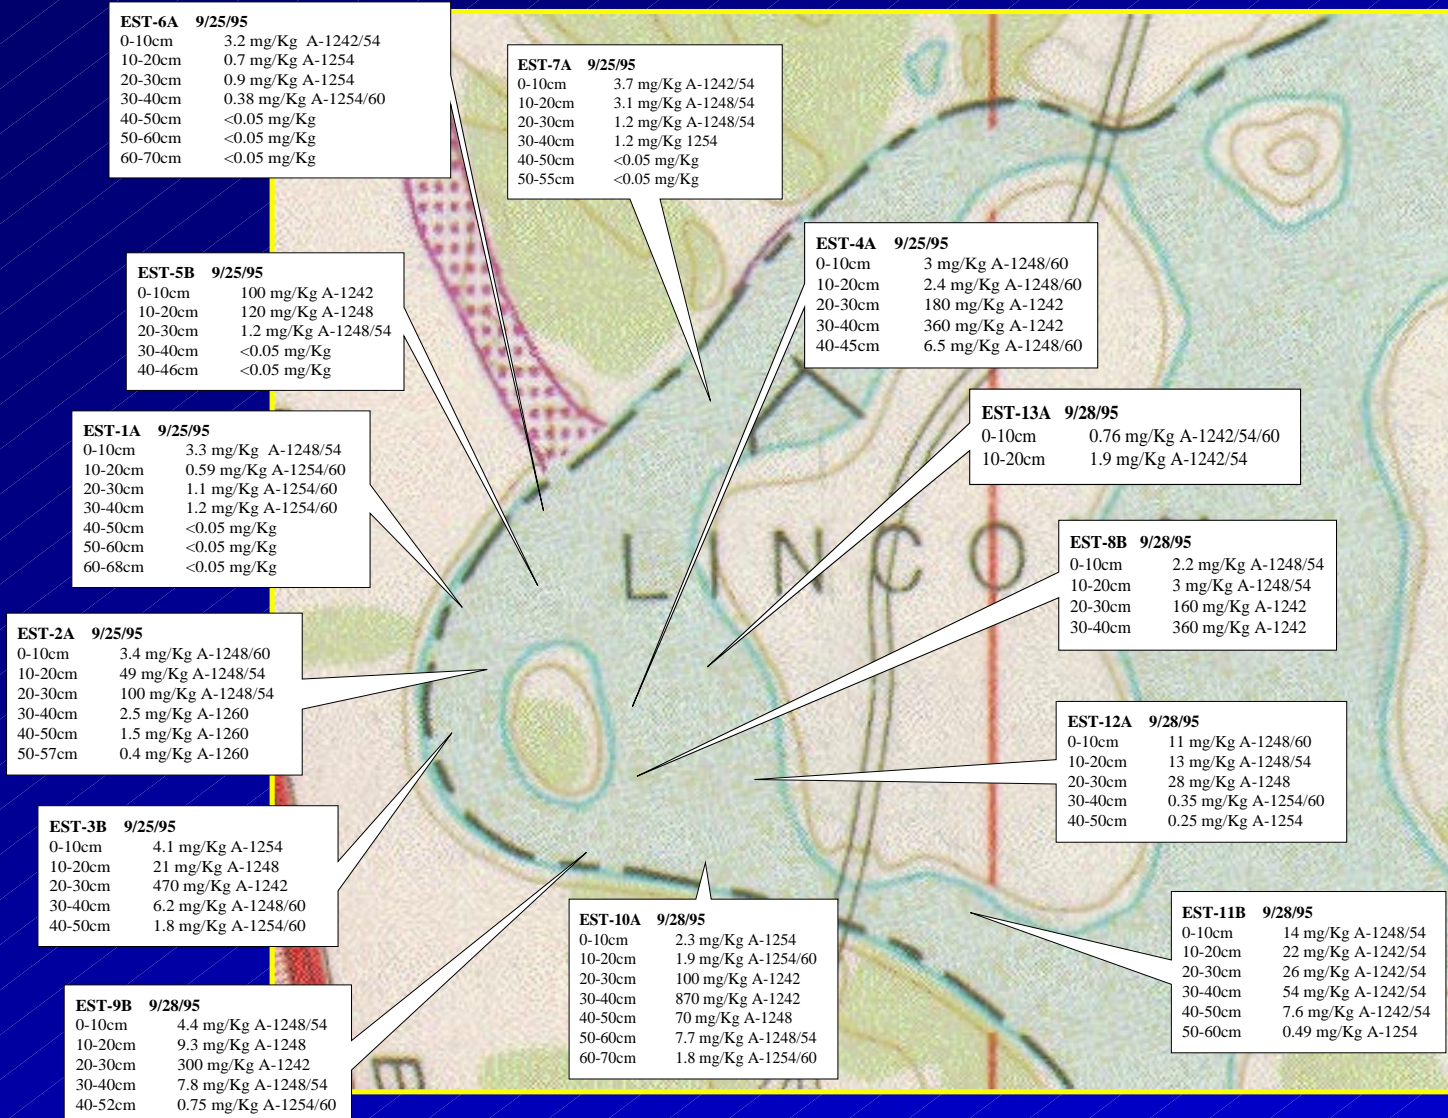 EST-6A 9/25/95
0-10cm 3.2 mg/Kg A-1242/54
10-20cm 0.7 mg/Kg A-1254
20-30cm 0.9 mg/Kg A-1254
30-40cm 0.38 mg/Kg A-1254/60
40-50cm <0.05 mg/Kg
50-60cm <0.05 mg/Kg
60-70cm <0.05 mg/Kg
EST-7A 9/25/95
0-10cm 3.7 mg/Kg A-1242/54
10-20cm 3.1 mg/Kg A-1248/54
20-30cm 1.2 mg/Kg A-1248/54
30-40cm 1.2 mg/Kg 1254
40-50cm <0.05 mg/Kg
50-55cm <0.05 mg/Kg
EST-4A 9/25/95
0-10cm 3 mg/Kg A-1248/60
10-20cm 2.4 mg/Kg A-1248/60
20-30cm 180 mg/Kg A-1242
30-40cm 360 mg/Kg A-1242
40-45cm 6.5 mg/Kg A-1248/60
EST-5B 9/25/95
0-10cm 100 mg/Kg A-1242
10-20cm 120 mg/Kg A-1248
20-30cm 1.2 mg/Kg A-1248/54
30-40cm <0.05 mg/Kg
40-46cm <0.05 mg/Kg
EST-13A 9/28/95
0-10cm 0.76 mg/Kg A-1242/54/60
10-20cm 1.9 mg/Kg A-1242/54
EST-1A 9/25/95
0-10cm 3.3 mg/Kg A-1248/54
10-20cm 0.59 mg/Kg A-1254/60
20-30cm 1.1 mg/Kg A-1254/60
30-40cm 1.2 mg/Kg A-1254/60
40-50cm <0.05 mg/Kg
50-60cm <0.05 mg/Kg
60-68cm <0.05 mg/Kg
LINCO
EST-8B 9/28/95
0-10cm 2.2 mg/Kg A-1248/54
10-20cm 3 mg/Kg A-1248/54
20-30cm 160 mg/Kg A-1242
30-40cm 360 mg/Kg A-1242
EST-2A 9/25/95
0-10cm 3.4 mg/Kg A-1248/60
10-20cm 49 mg/Kg A-1248/54
20-30cm 100 mg/Kg A-1248/54
30-40cm 2.5 mg/Kg A-1260
40-50cm 1.5 mg/Kg A-1260
50-57cm 0.4 mg/Kg A-1260
EST-12A 9/28/95
0-10cm 11 mg/Kg A-1248/60
10-20cm 13 mg/Kg A-1248/54
20-30cm 28 mg/Kg A-1248
30-40cm 0.35 mg/Kg A-1254/60
40-50cm 0.25 mg/Kg A-1254
EST-3B 9/25/95
0-10cm 4.1 mg/Kg A-1254
10-20cm 21 mg/Kg A-1248
20-30cm 470 mg/Kg A-1242
30-40cm 6.2 mg/Kg A-1248/60
40-50cm 1.8 mg/Kg A-1254/60
EST-10A 9/28/95
0-10cm 2.3 mg/Kg A-1254
10-20cm 1.9 mg/Kg A-1254/60
20-30cm 100 mg/Kg A-1242
30-40cm 870 mg/Kg A-1242
40-50cm 70 mg/Kg A-1248
50-60cm 7.7 mg/Kg A-1248/54
60-70cm 1.8 mg/Kg A-1254/60
EST-11B 9/28/95
0-10cm 14 mg/Kg A-1248/54
10-20cm 22 mg/Kg A-1242/54
20-30cm 26 mg/Kg A-1242/54
30-40cm 54 mg/Kg A-1242/54
40-50cm 7.6 mg/Kg A-1242/54
50-60cm 0.49 mg/Kg A-1254
EST-9B 9/28/95
0-10cm 4.4 mg/Kg A-1248/54
10-20cm 9.3 mg/Kg A-1248
20-30cm 300 mg/Kg A-1242
30-40cm 7.8 mg/Kg A-1248/54
40-52cm 0.75 mg/Kg A-1254/60